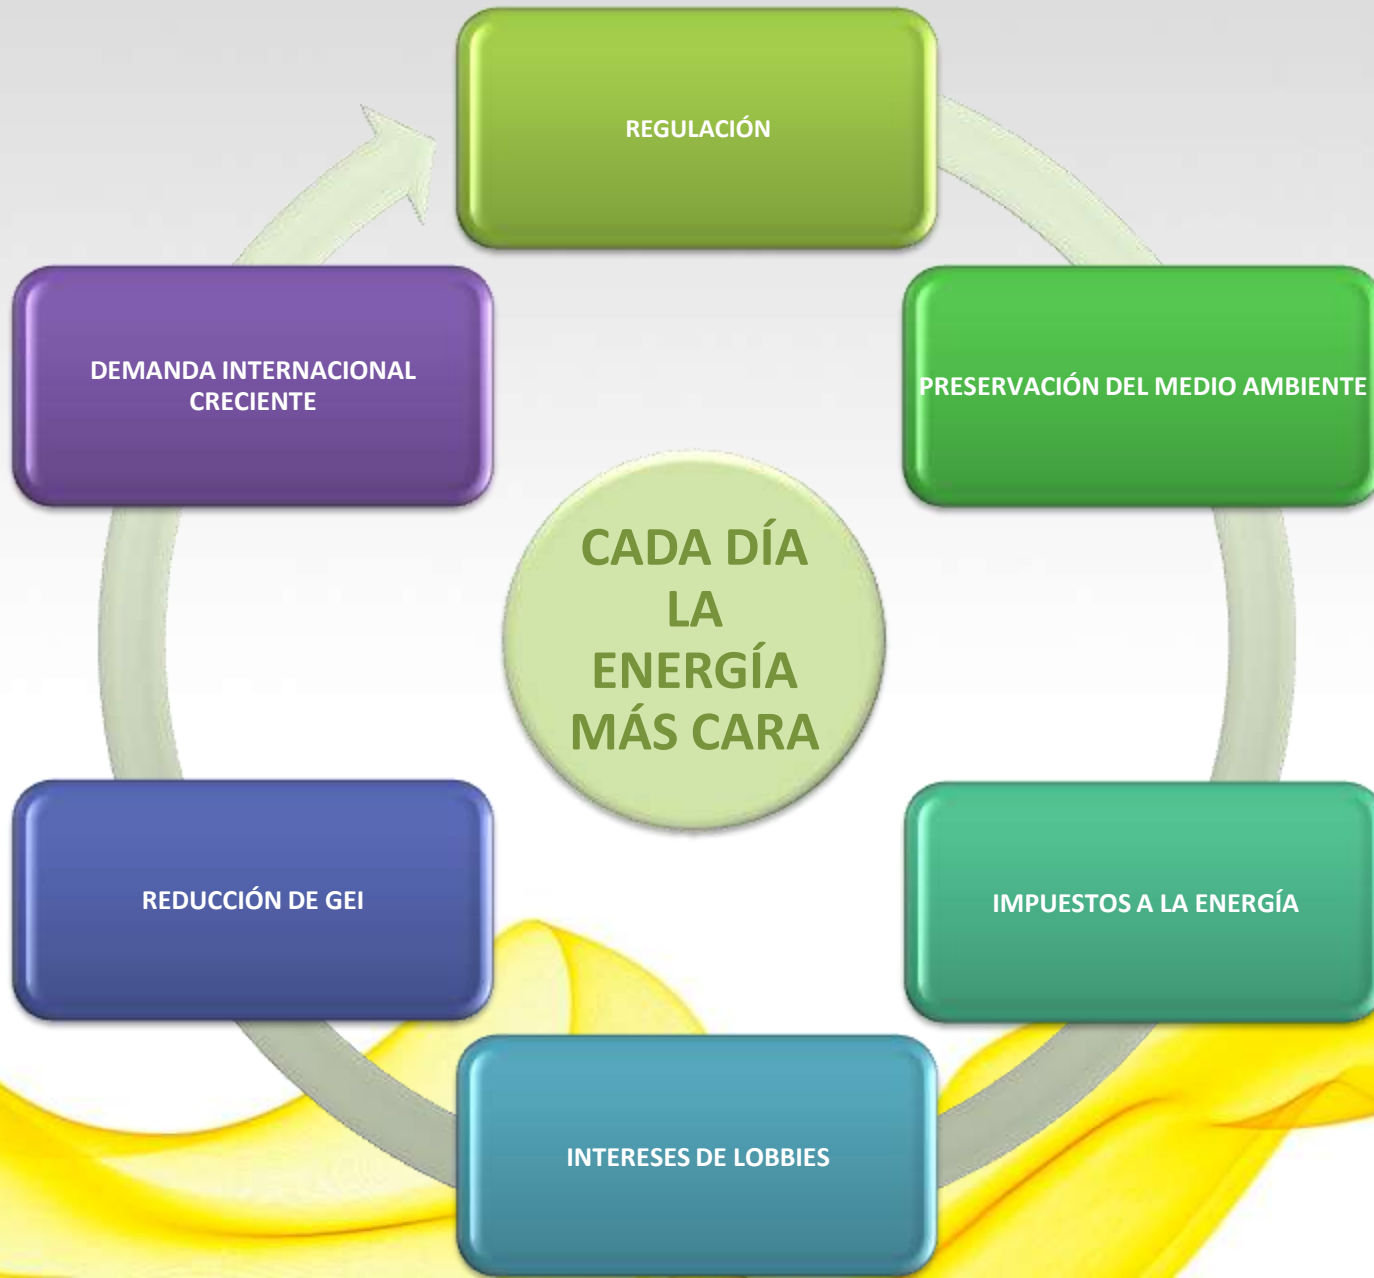 REGULACIÓN
PRESERVACIÓN DEL MEDIO AMBIENTE
IMPUESTOS A LA ENERGÍA
INTERESES DE LOBBIES
REDUCCIÓN DE GEI
DEMANDA INTERNACIONAL
CRECIENTE
CADA DÍA
LA
ENERGÍA
MÁS CARA